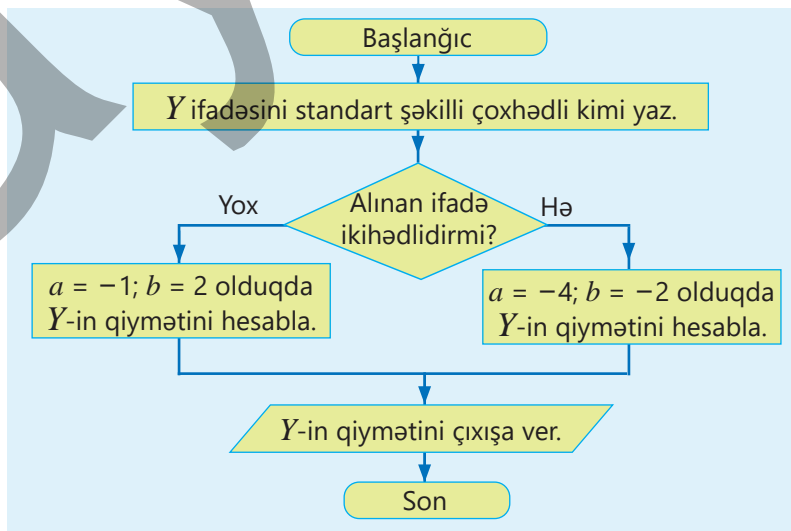 Başlanğıc
Y ifadəsini standart şəkilli çoxhədli kimi yaz.
Alınan ifadə
ikihədlidirmi?
Yox
Hə
a = −1; b = 2 olduqda
Y-in qiymətini hesabla.
a = −4; b = −2 olduqda
Y-in qiymətini hesabla.
Y-in qiymətini çıxışa ver.
Son